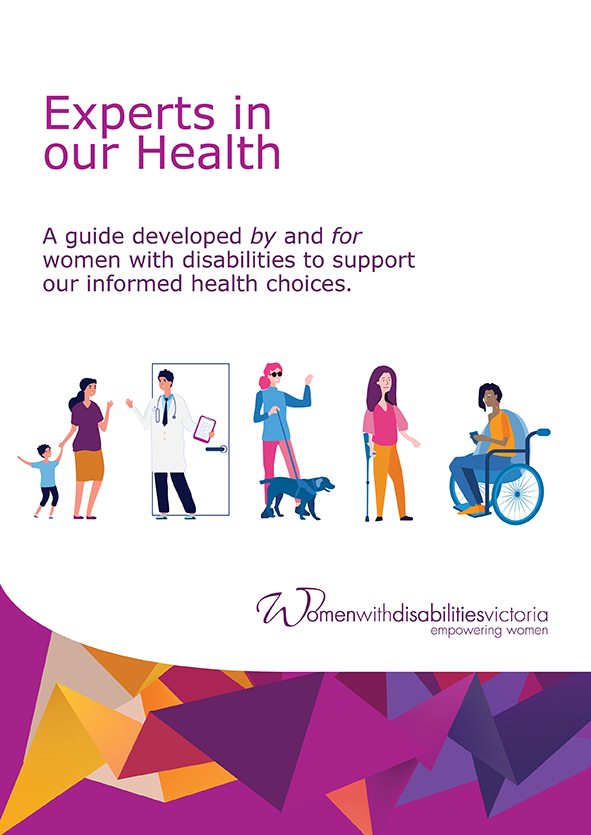 Experts in
our Health
A guide developed by and for
women with disabilities to support
our informed health choices.
Womenwithdisabilitiesvictoria
empowering women